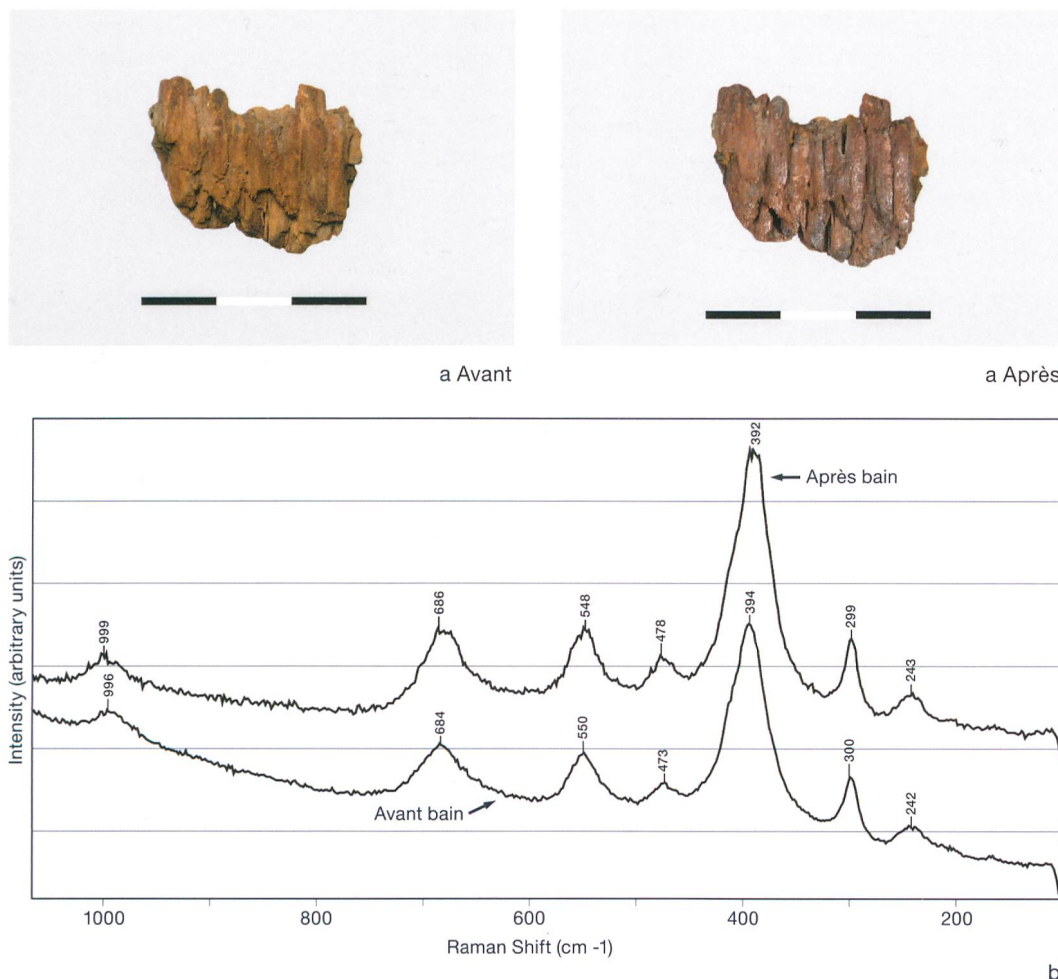 a Avant
a Après
Intensity (arbitrary units)
392
Après bain
394
686
548
478
299
243
999
996
684
550
473
300
242
Avant bain
1000
800
600
400
200
Raman Shift (cm -1)
b